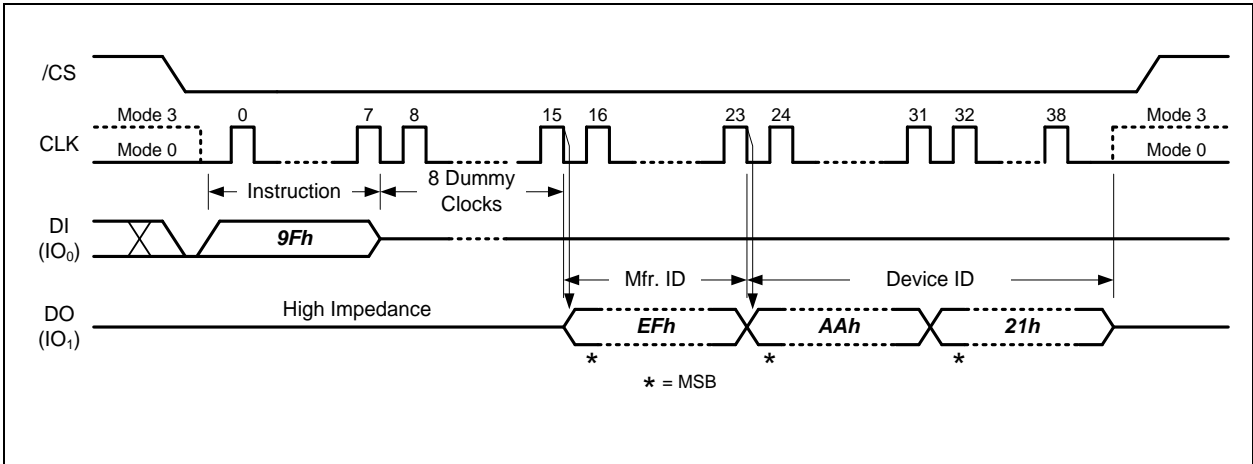 /CS
Mode 3 0 7 8 15 16 23 24 31 32 38 Mode 3
CLK
Mode 0 Mode 0
Instruction 8 Dummy
Clocks
DI
(IO0) 9Fh
Mfr. ID Device ID
DO High Impedance
(IO1) EFh AAh 21h
* * *
* = MSB